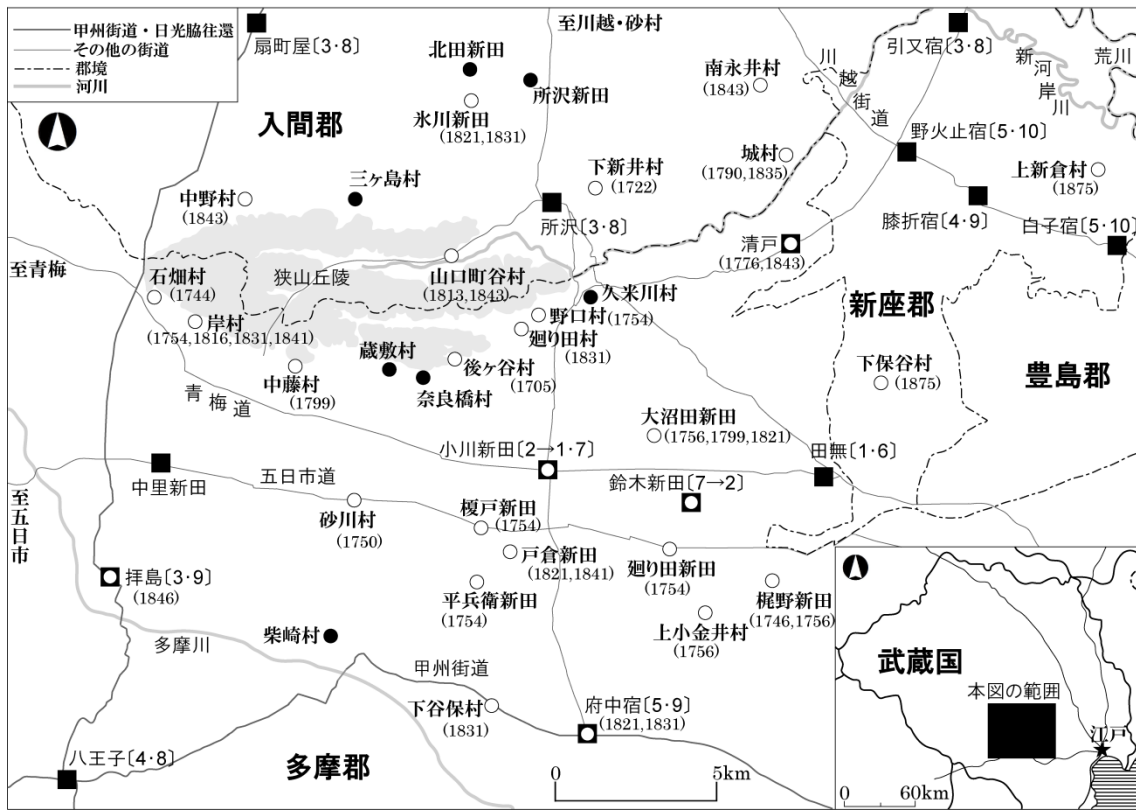 甲州街道・日光脇往還
その他の街道
郡境
河川
扇町屋〔3･8〕
北田新田
所沢新田
氷川新田
(1821,1831)
至川越・砂村
南永井村
(1843)
川越街道
引又宿〔3･8〕
新河岸川
荒川
入間郡
野火止宿〔5･10〕
城村
(1790,1835)
上新倉村
(1875)
下新井村
(1722)
三ヶ島村
中野村
(1843)
所沢〔3･8〕
膝折宿〔4･9〕
白子宿〔5･10〕
清戸
(1776,1843)
至青梅
石畑村
(1744)
狭山丘陵
山口町谷村
(1813,1843)
久米川村
新座郡
岸村
(1754,1816,1831,1841)
野口村
(1754)
廻り田村
(1831)
蔵敷村
後ヶ谷村
(1705)
奈良橋村
中藤村
(1799)
下保谷村
(1875)
豊島郡
青梅道
大沼田新田
(1756,1799,1821)
小川新田〔2→1･7〕
田無〔1･6〕
中里新田
五日市道
鈴木新田〔7→2〕
至五日市
砂川村
(1750)
榎戸新田
(1754)
戸倉新田
(1821,1841)
廻り田新田
(1754)
拝島〔3･9〕
(1846)
平兵衛新田
(1754)
梶野新田
(1746,1756)
上小金井村
(1756)
柴崎村
多摩川
甲州街道
下谷保村
(1831)
府中宿〔5･9〕
(1821,1831)
八王子〔4･8〕
多摩郡
0 5km
武蔵国
本図の範囲
江戸
0 60km